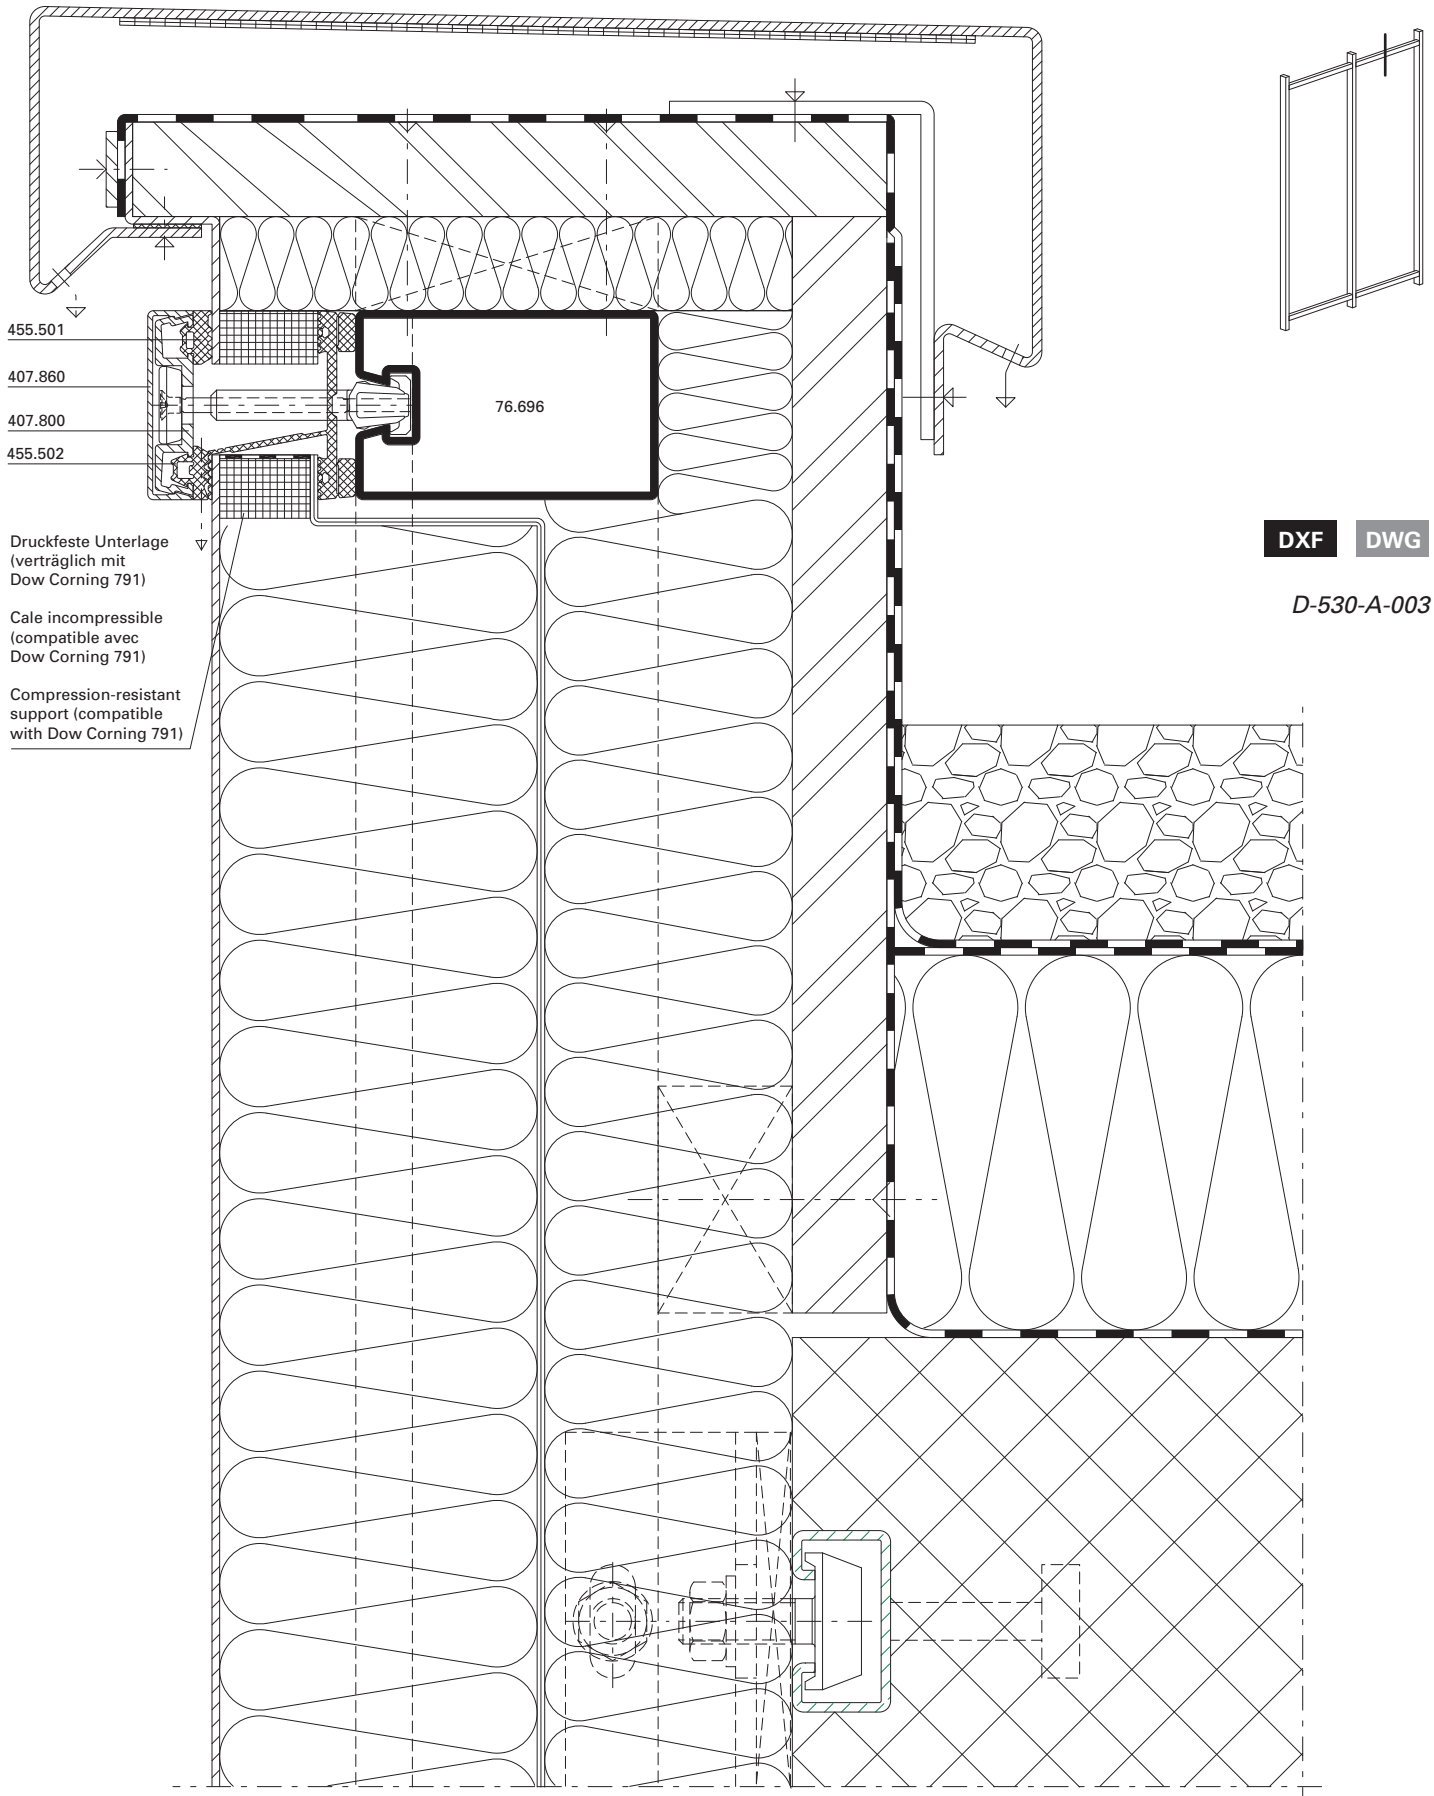 455.501
407.860
407.800
455.502
76.696
Druckfeste Unterlage
(verträglich mit
Dow Corning 791)
Cale incompressible
(compatible avec
Dow Corning 791)
Compression-resistant
support (compatible
with Dow Corning 791)
DXF DWG
D-530-A-003